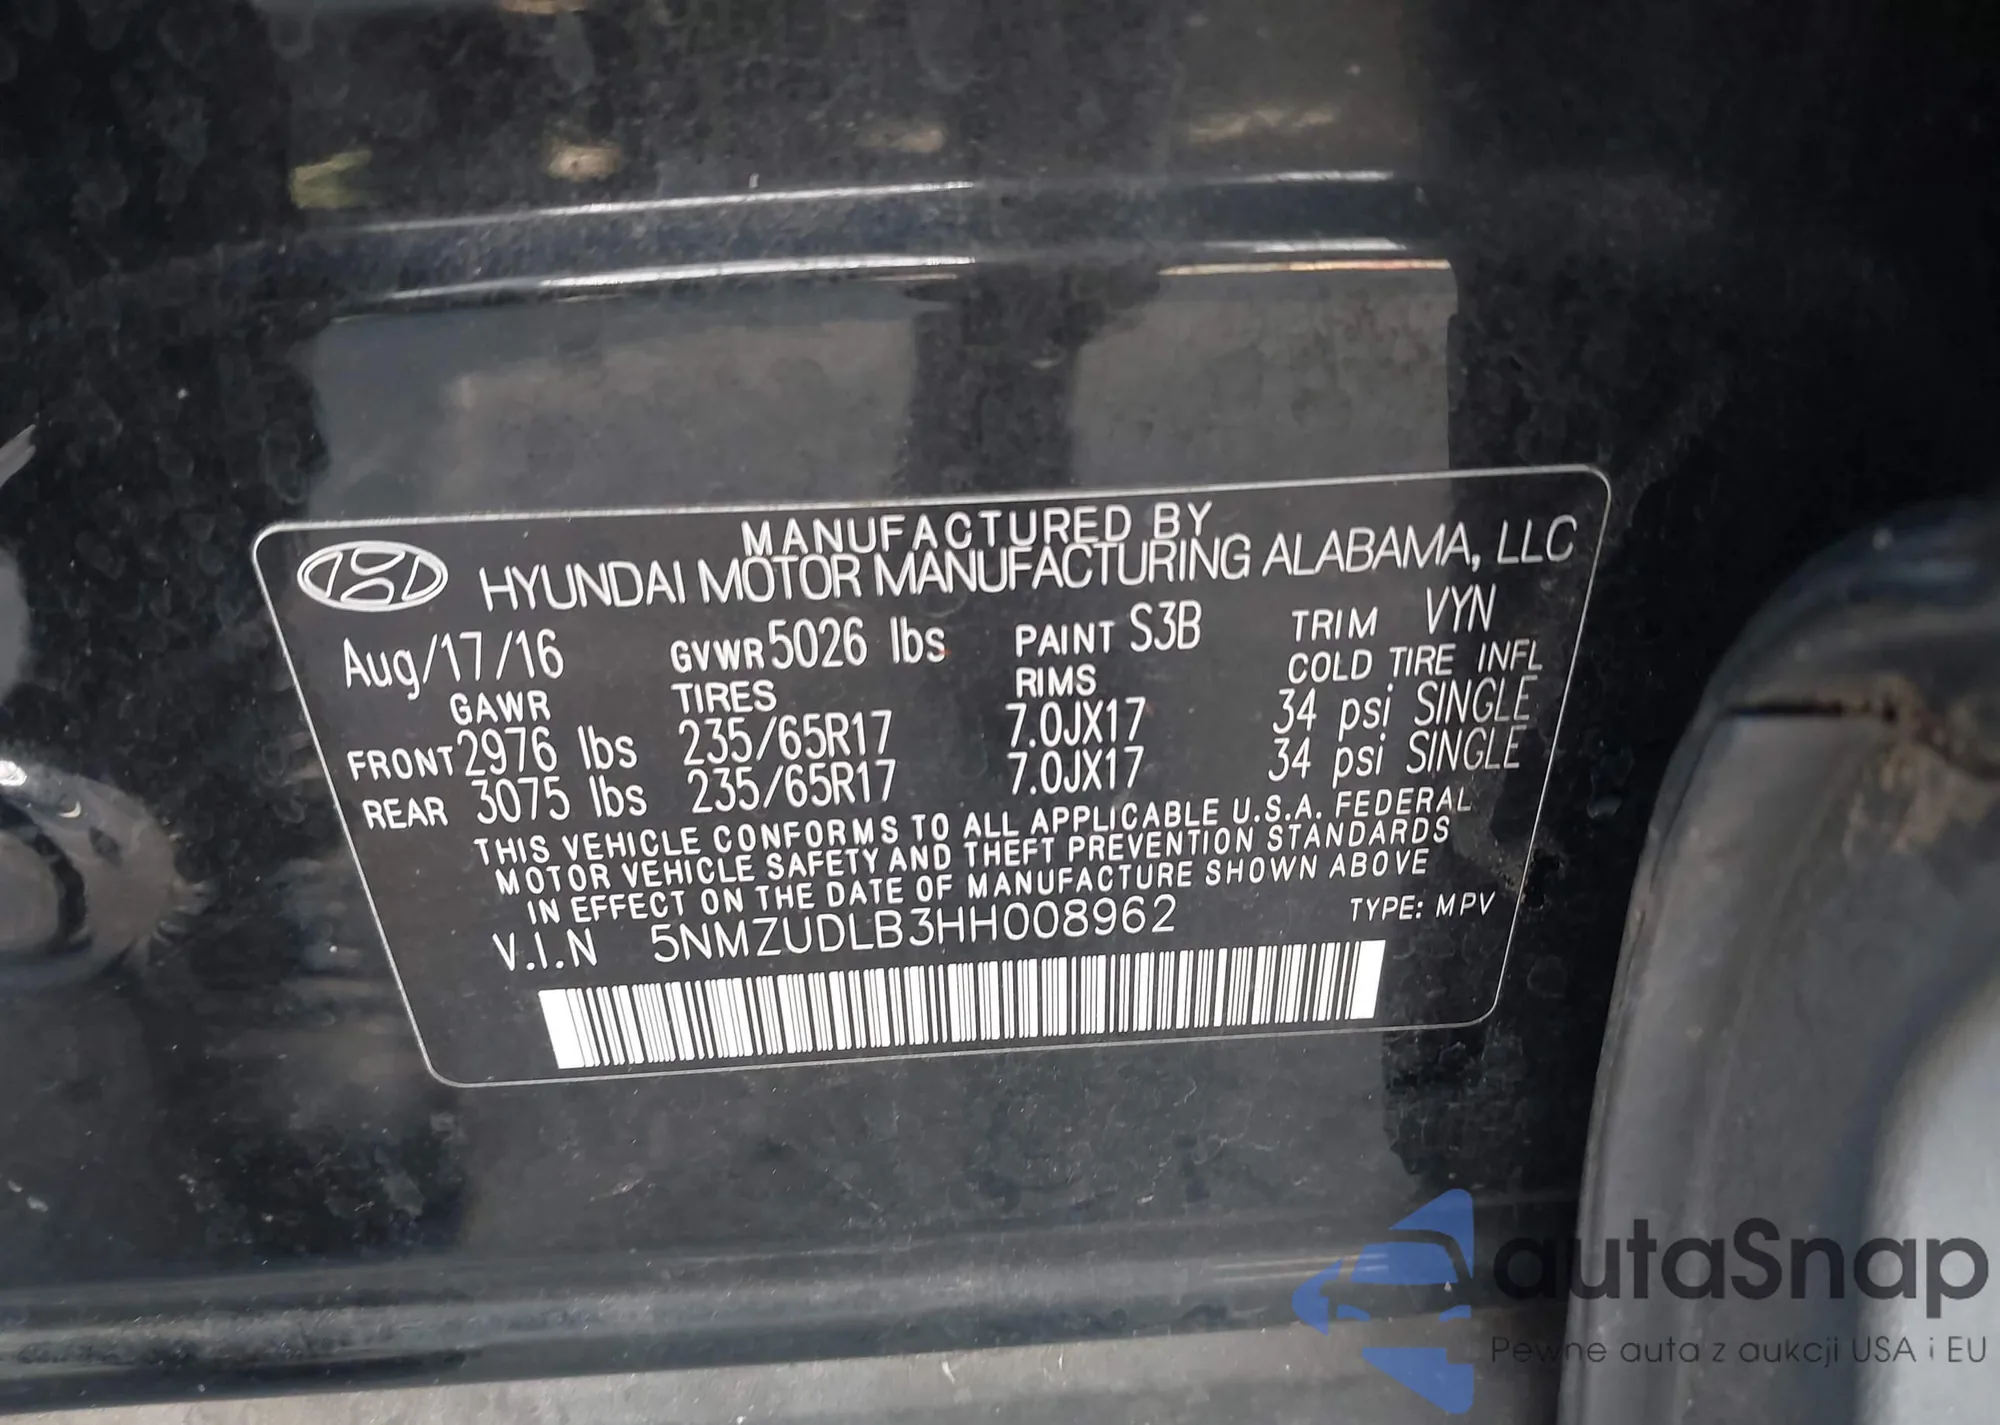 MANUFACTURED BY
HYUNDAI MOTOR MANUFACTURING ALABAMA, LLC
Aug/17/16 GVWR 5026 lbs PAINT S3B TRIM VYN
GAWR TIRES RIMS COLD TIRE INFL
FRONT 2976 lbs 235/65R17 7.0JX17 34 psi SINGLE
REAR 3075 lbs 235/65R17 7.0JX17 34 psi SINGLE
THIS VEHICLE CONFORMS TO ALL APPLICABLE U.S.A. FEDERAL
MOTOR VEHICLE SAFETY AND THEFT PREVENTION STANDARDS
IN EFFECT ON THE DATE OF MANUFACTURE SHOWN ABOVE
V.I.N 5NMZUDLB3HH008962 TYPE: MPV
autaSnap
Pewne auta z aukcji USA i EU